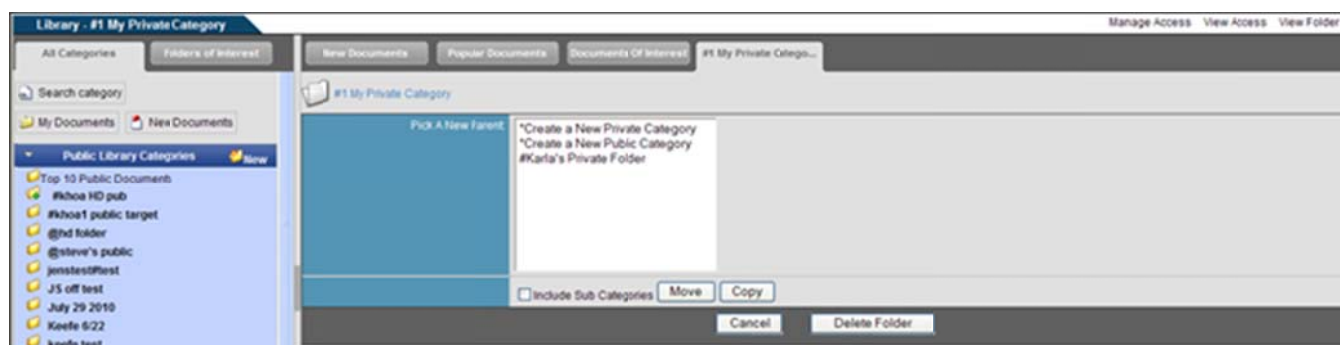 Library - #1 My Private Category
Manage Access View Access View Folder
All Categories Folders of Interest
New Documents Popular Documents Documents Of Interest #1 My Private Catego...
Search category
#1 My Private Category
My Documents New Documents
Pick A New Parent
*Create a New Private Category
*Create a New Public Category
#Karla's Private Folder
Public Library Categories New
Top 10 Public Documents
#khoa HD pub
#khoa1 public target
@hd folder
@steve's public
jenstest#test
JS off test
July 29 2010
Keefe 6/22
keefe test
Include Sub Categories Move Copy
Cancel Delete Folder